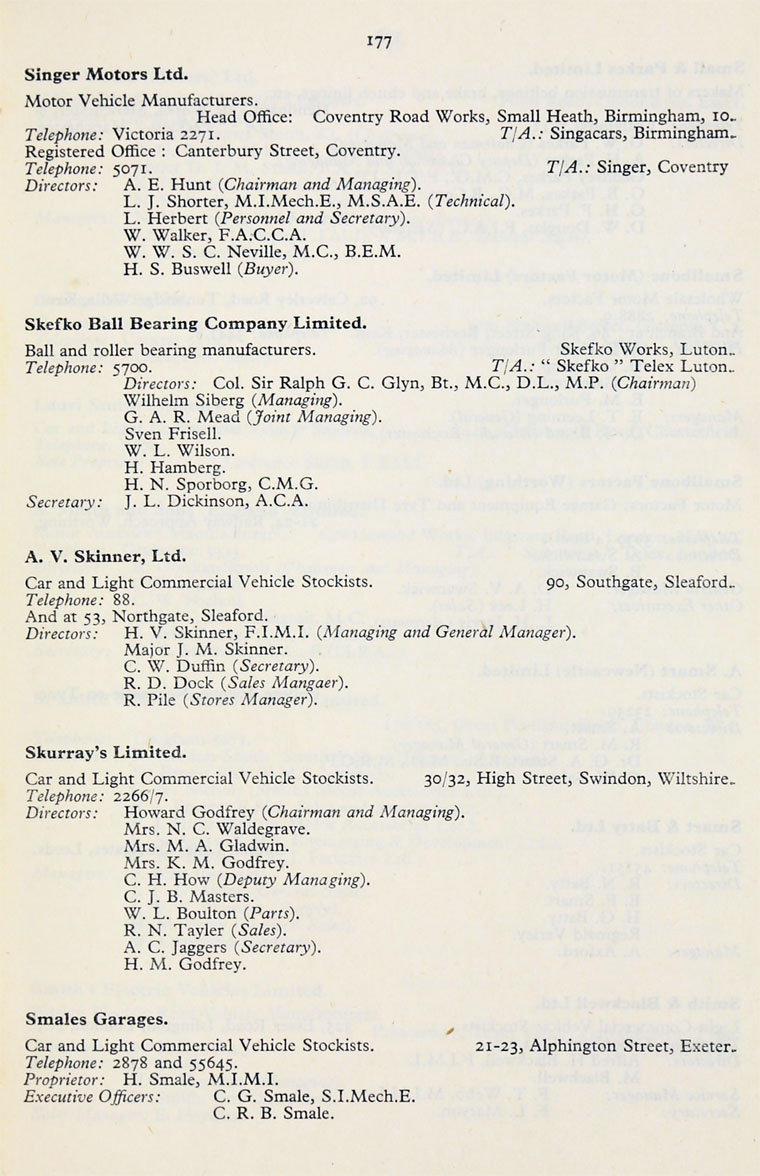 177
Singer Motors Ltd.
Motor Vehicle Manufacturers.
Head Office: Coventry Road Works, Small Heath, Birmingham, 10.
Telephone: Victoria 2271. T/A.: Singacars, Birmingham.
Registered Office : Canterbury Street, Coventry.
Telephone: 5071. T/A.: Singer, Coventry
Directors: A. E. Hunt (Chairman and Managing).
L. J. Shorter, M.I.Mech.E., M.S.A.E. (Technical).
L. Herbert (Personnel and Secretary).
W. Walker, F.A.C.C.A.
W. W. S. C. Neville, M.C., B.E.M.
H. S. Buswell (Buyer).
Skefko Ball Bearing Company Limited.
Ball and roller bearing manufacturers. Skefko Works, Luton.
Telephone: 5700. T/A.: “ Skefko ” Telex Luton.
Directors: Col. Sir Ralph G. C. Glyn, Bt., M.C., D.L., M.P. (Chairman)
Wilhelm Siberg (Managing).
G. A. R. Mead (Joint Managing).
Sven Frisell.
W. L. Wilson.
H. Hamberg.
H. N. Sporborg, C.M.G.
Secretary: J. L. Dickinson, A.C.A.
A. V. Skinner, Ltd.
Car and Light Commercial Vehicle Stockists. 90, Southgate, Sleaford.
Telephone: 88.
And at 53, Northgate, Sleaford.
Directors: H. V. Skinner, F.I.M.I. (Managing and General Manager).
Major J. M. Skinner.
C. W. Duffin (Secretary).
R. D. Dock (Sales Mangaer).
R. Pile (Stores Manager).
Skurray's Limited.
Car and Light Commercial Vehicle Stockists. 30/32, High Street, Swindon, Wiltshire.
Telephone: 2266/7.
Directors: Howard Godfrey (Chairman and Managing).
Mrs. N. C. Waldegrave.
Mrs. M. A. Gladwin.
Mrs. K. M. Godfrey.
C. H. How (Deputy Managing).
C. J. B. Masters.
W. L. Boulton (Parts).
R. N. Tayler (Sales).
A. C. Jaggers (Secretary).
H. M. Godfrey.
Smales Garages.
Car and Light Commercial Vehicle Stockists. 21-23, Alphington Street, Exeter.
Telephone: 2878 and 55645.
Proprietor: H. Smale, M.I.M.I.
Executive Officers: C. G. Smale, S.I.Mech.E.
C. R. B. Smale.